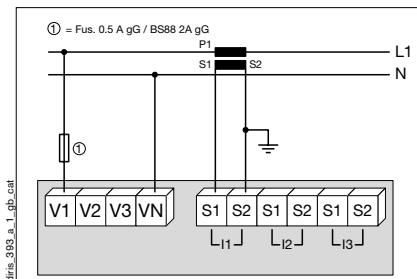 ① = Fus. 0.5 A gG / BS88 2A gG
P1
L1
S1 S2
N
①
V1 V2 V3 VN S1 S2 S1 S2 S1 S2
I1 I2 I3
diris_393_a_1_gb_cat